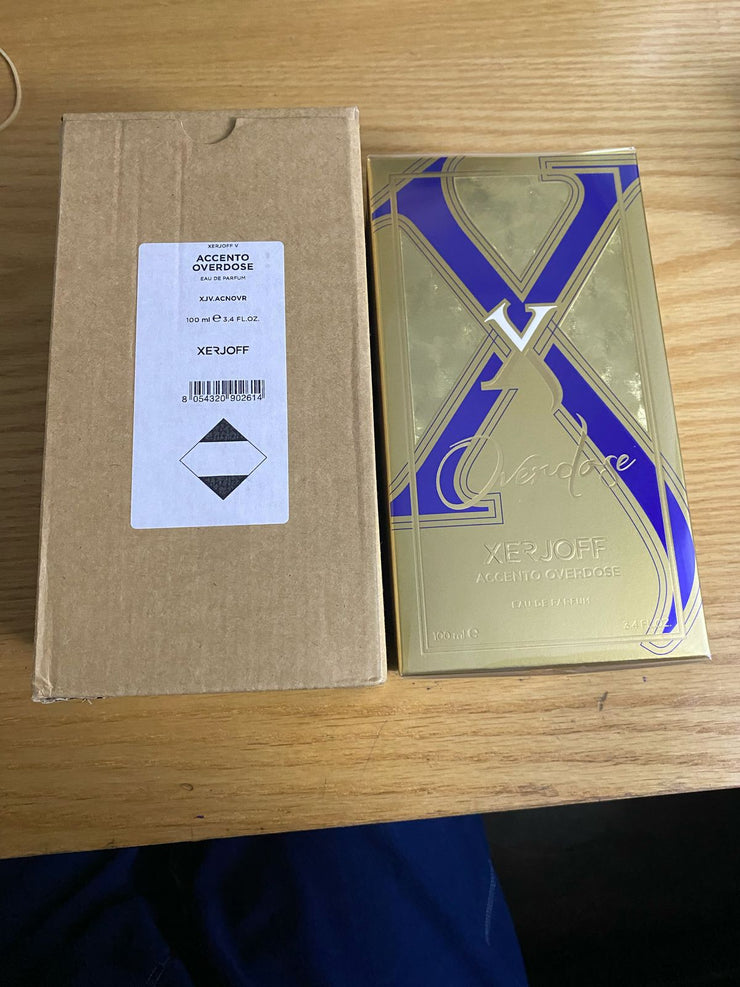 XERJOFF V
ACCENTO
OVERDOSE
EAU DE PARFUM
XJV.ACNOVR
100 ml ℮ 3.4 FL.OZ.
XERJOFF
8 054320 902614
V
Overdose
XERJOFF
ACCENTO OVERDOSE
EAU DE PARFUM
100 ml ℮
3.4 FL.OZ.